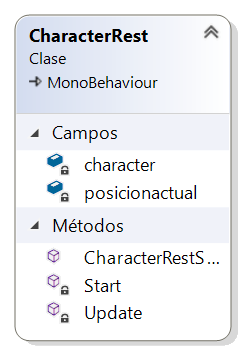 CharacterRest
Clase
MonoBehaviour
Campos
character
posicionactual
Métodos
CharacterRestS...
Start
Update